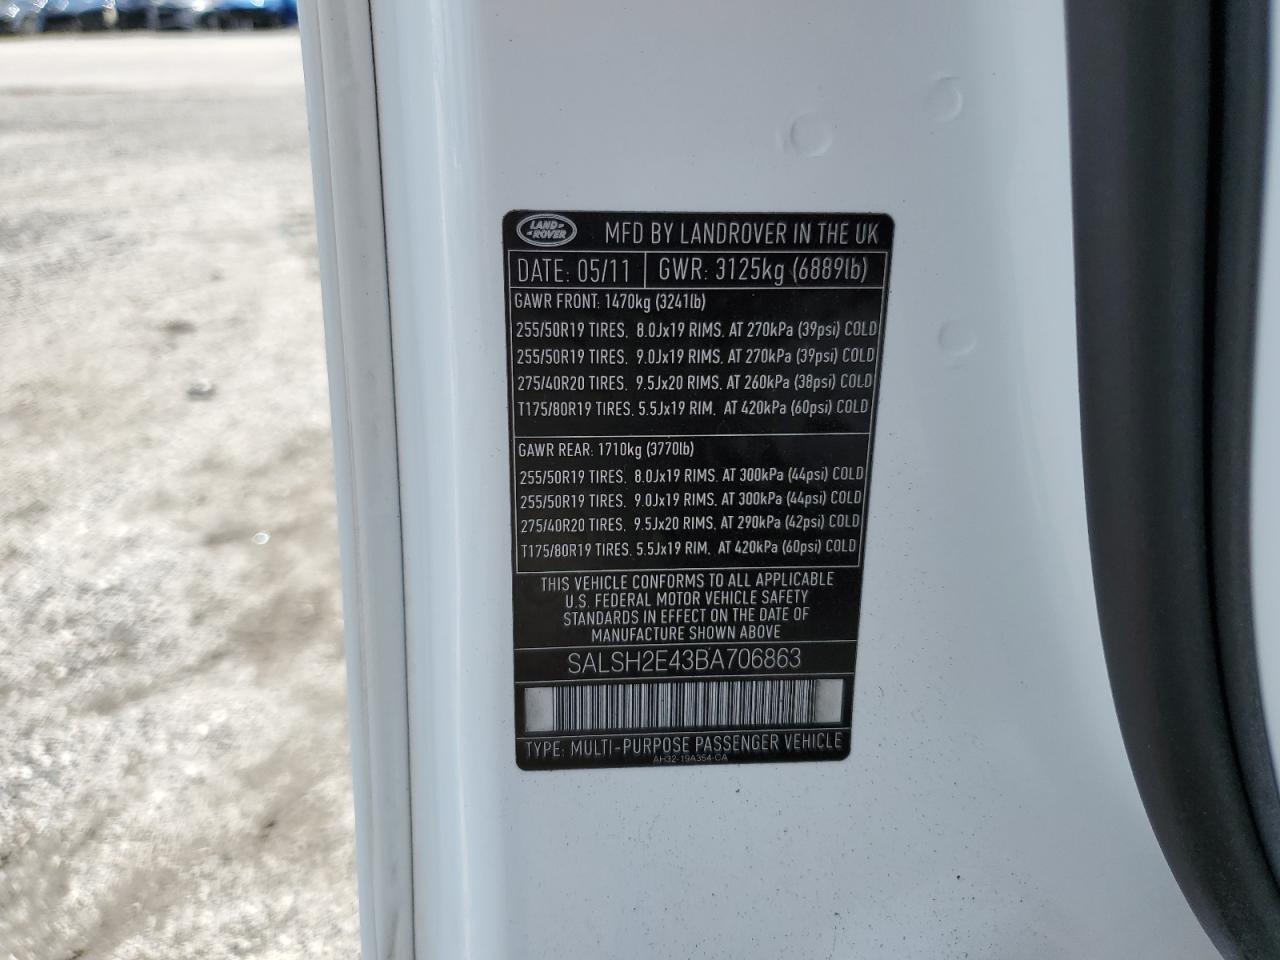 LAND-
-ROVER
MFD BY LANDROVER IN THE UK
DATE: 05/11 GWR: 3125kg (6889lb)
GAWR FRONT: 1470kg (3241lb)
255/50R19 TIRES, 8.0Jx19 RIMS, AT 270kPa (39psi) COLD
255/50R19 TIRES, 9.0Jx19 RIMS, AT 270kPa (39psi) COLD
275/40R20 TIRES, 9.5Jx20 RIMS, AT 260kPa (38psi) COLD
T175/80R19 TIRES, 5.5Jx19 RIM, AT 420kPa (60psi) COLD
GAWR REAR: 1710kg (3770lb)
255/50R19 TIRES, 8.0Jx19 RIMS, AT 300kPa (44psi) COLD
255/50R19 TIRES, 9.0Jx19 RIMS, AT 300kPa (44psi) COLD
275/40R20 TIRES, 9.5Jx20 RIMS, AT 290kPa (42psi) COLD
T175/80R19 TIRES, 5.5Jx19 RIM, AT 420kPa (60psi) COLD
THIS VEHICLE CONFORMS TO ALL APPLICABLE
U.S. FEDERAL MOTOR VEHICLE SAFETY
STANDARDS IN EFFECT ON THE DATE OF
MANUFACTURE SHOWN ABOVE
SALSH2E43BA706863
TYPE: MULTI-PURPOSE PASSENGER VEHICLE
AH32-19A354-CA